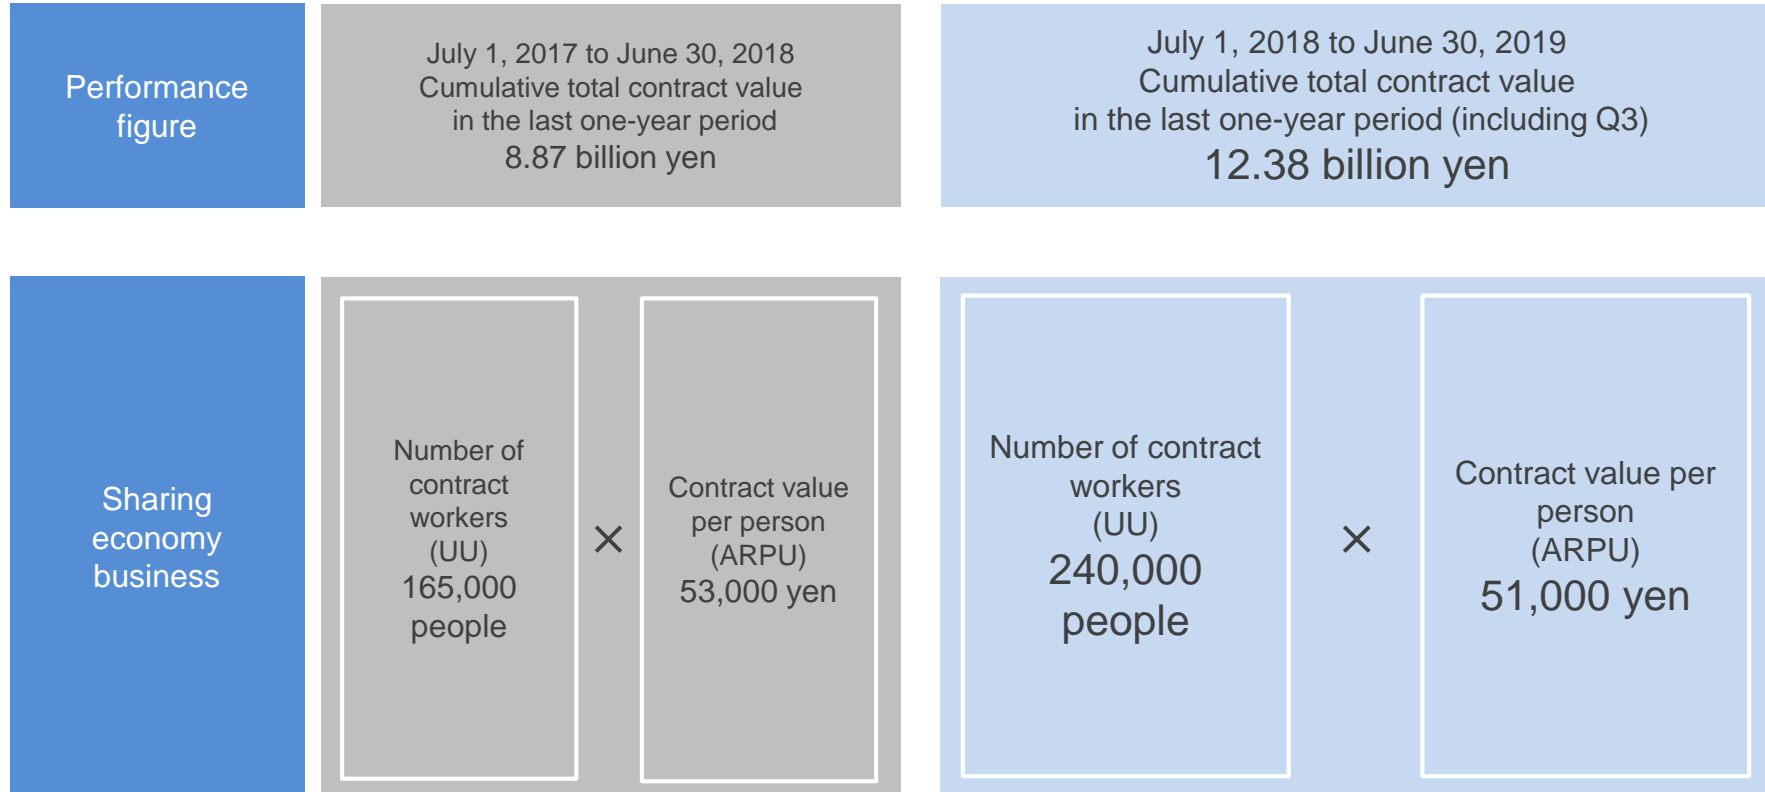 Performance
figure
July 1, 2017 to June 30, 2018
Cumulative total contract value
in the last one-year period
8.87 billion yen
July 1, 2018 to June 30, 2019
Cumulative total contract value
in the last one-year period (including Q3)
12.38 billion yen
Sharing
economy
business
Number of
contract
workers
(UU)
165,000
people
×
Contract value
per person
(ARPU)
53,000 yen
Number of contract
workers
(UU)
240,000
people
×
Contract value per
person
(ARPU)
51,000 yen